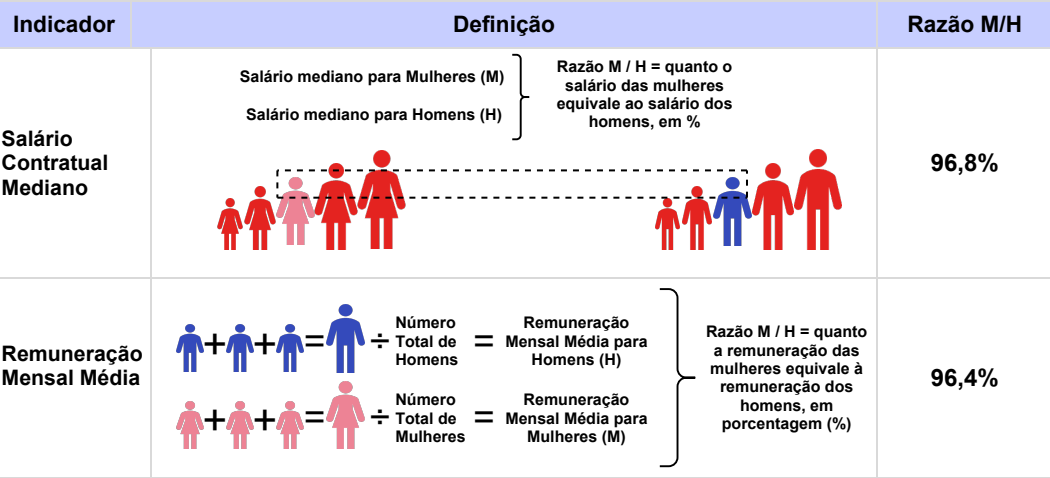 Indicador
Definição
Razão M/H
Salário
Contratual
Mediano
Salário mediano para Mulheres (M)
Salário mediano para Homens (H)
Razão M / H = quanto o
salário das mulheres
equivale ao salário dos
homens, em %
96,8%
Remuneração
Mensal Média
+ + = ÷
Número
Total de
Homens
=
Remuneração
Mensal Média para
Homens (H)
+ + = ÷
Número
Total de
Mulheres
=
Remuneração
Mensal Média para
Mulheres (M)
Razão M / H = quanto
a remuneração das
mulheres equivale à
remuneração dos
homens, em
porcentagem (%)
96,4%